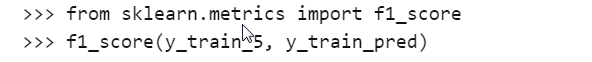 >>> from sklearn.metrics import f1_score
>>> f1_score(y_train_5, y_train_pred)